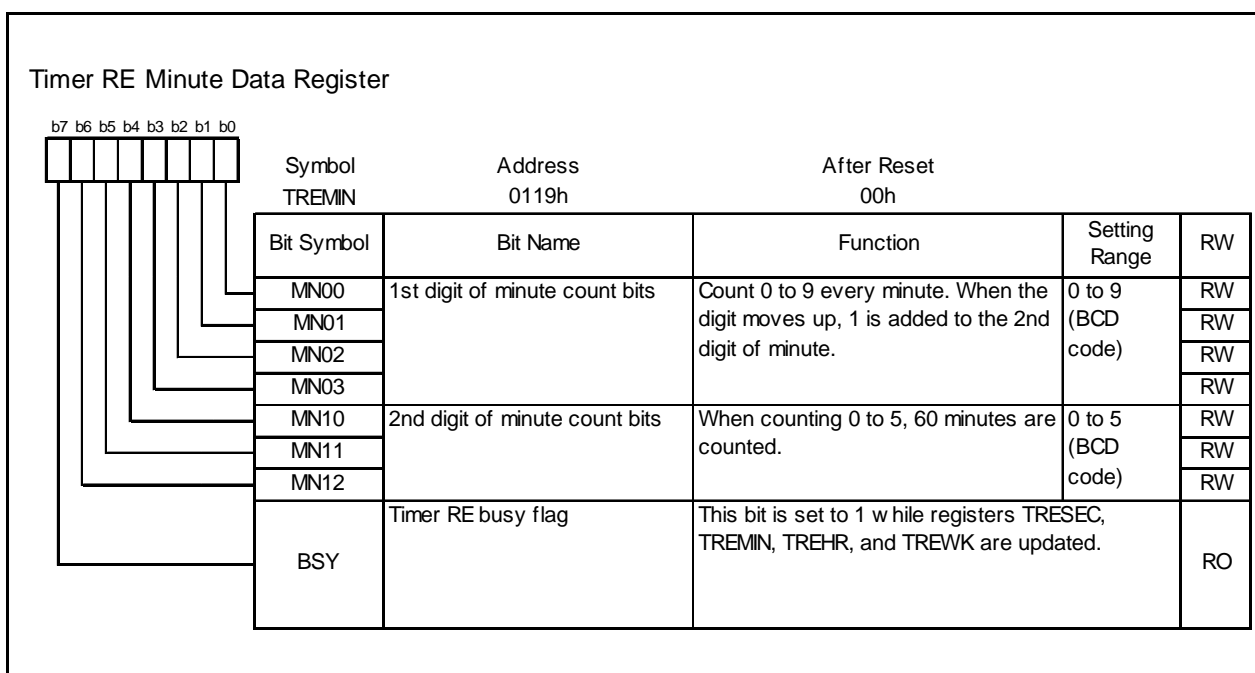 Timer RE Minute Data Register
b7 b6 b5 b4 b3 b2 b1 b0
Symbol Address After Reset
TREMIN 0119h 00h
Bit Symbol Bit Name Function Setting Range RW
MN00 1st digit of minute count bits Count 0 to 9 every minute. When the 0 to 9 RW
MN01 digit moves up, 1 is added to the 2nd (BCD RW
MN02 digit of minute. code) RW
MN03 RW
MN10 2nd digit of minute count bits When counting 0 to 5, 60 minutes are 0 to 5 RW
MN11 counted. (BCD RW
MN12 code) RW
Timer RE busy flag This bit is set to 1 while registers TRESEC,
TREMIN, TREHR, and TREWK are updated.
BSY RO